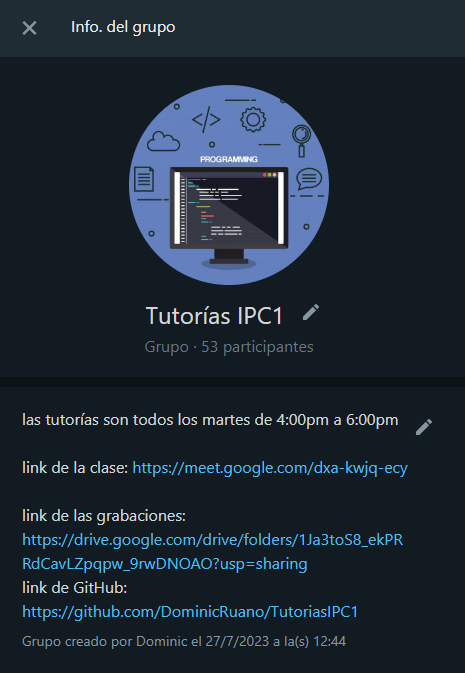 Info. del grupo
PROGRAMMING
Tutorías IPC1
Grupo · 53 participantes
las tutorías son todos los martes de 4:00pm a 6:00pm
link de la clase: https://meet.google.com/dxa-kwjq-ecy
link de las grabaciones:
https://drive.google.com/drive/folders/1Ja3toS8_ekPR
RdCavLZpqpw_9rwDNOAO?usp=sharing
link de GitHub:
https://github.com/DominicRuano/TutoriasIPC1
Grupo creado por Dominic el 27/7/2023 a la(s) 12:44